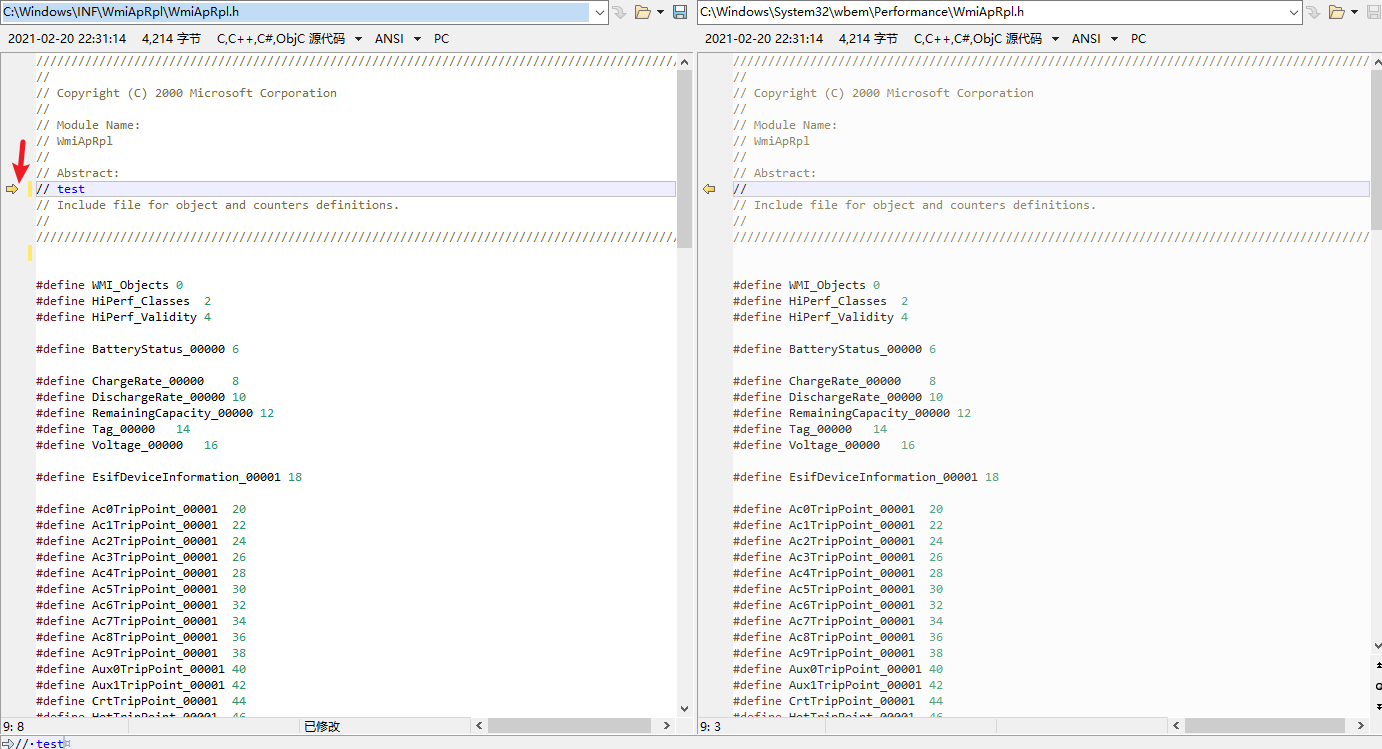 C:\Windows\INF\WmiApRpl\WmiApRpl.h
2021-02-20 22:31:14 4,214 字节 C,C++,C#,ObjC 源代码 ANSI PC
////////////////////////////////////////////////////////////////////////////////////////////
//
// Copyright (C) 2000 Microsoft Corporation
//
// Module Name:
// WmiApRpl
//
// Abstract:
// test
// Include file for object and counters definitions.
//
////////////////////////////////////////////////////////////////////////////////////////////
#define WMI_Objects 0
#define HiPerf_Classes 2
#define HiPerf_Validity 4
#define BatteryStatus_00000 6
#define ChargeRate_00000 8
#define DischargeRate_00000 10
#define RemainingCapacity_00000 12
#define Tag_00000 14
#define Voltage_00000 16
#define EsifDeviceInformation_00001 18
#define Ac0TripPoint_00001 20
#define Ac1TripPoint_00001 22
#define Ac2TripPoint_00001 24
#define Ac3TripPoint_00001 26
#define Ac4TripPoint_00001 28
#define Ac5TripPoint_00001 30
#define Ac6TripPoint_00001 32
#define Ac7TripPoint_00001 34
#define Ac8TripPoint_00001 36
#define Ac9TripPoint_00001 38
#define Aux0TripPoint_00001 40
#define Aux1TripPoint_00001 42
#define CrtTripPoint_00001 44
#define HotTripPoint_00001 46
9: 8 已修改
C:\Windows\System32\wbem\Performance\WmiApRpl.h
2021-02-20 22:31:14 4,214 字节 C,C++,C#,ObjC 源代码 ANSI PC
////////////////////////////////////////////////////////////////////////////////////////////
//
// Copyright (C) 2000 Microsoft Corporation
//
// Module Name:
// WmiApRpl
//
// Abstract:
//
// Include file for object and counters definitions.
//
////////////////////////////////////////////////////////////////////////////////////////////
#define WMI_Objects 0
#define HiPerf_Classes 2
#define HiPerf_Validity 4
#define BatteryStatus_00000 6
#define ChargeRate_00000 8
#define DischargeRate_00000 10
#define RemainingCapacity_00000 12
#define Tag_00000 14
#define Voltage_00000 16
#define EsifDeviceInformation_00001 18
#define Ac0TripPoint_00001 20
#define Ac1TripPoint_00001 22
#define Ac2TripPoint_00001 24
#define Ac3TripPoint_00001 26
#define Ac4TripPoint_00001 28
#define Ac5TripPoint_00001 30
#define Ac6TripPoint_00001 32
#define Ac7TripPoint_00001 34
#define Ac8TripPoint_00001 36
#define Ac9TripPoint_00001 38
#define Aux0TripPoint_00001 40
#define Aux1TripPoint_00001 42
#define CrtTripPoint_00001 44
#define HotTripPoint_00001 46
9: 3
//·test¤